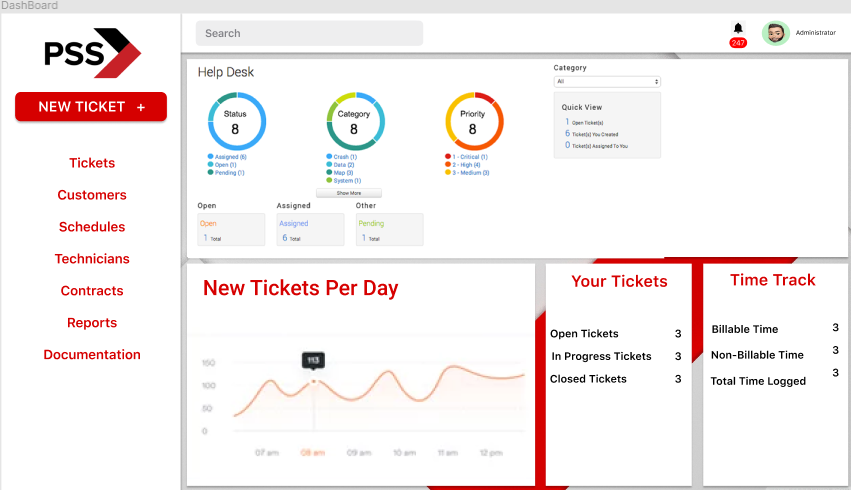 DashBoard
PSS
Search
247
Administrator
NEW TICKET +
Tickets
Customers
Schedules
Technicians
Contracts
Reports
Documentation
Help Desk
Status
8
Assigned (6)
Open (1)
Pending (1)
Category
8
Crash (1)
Data (2)
Map (3)
System (1)
Show More
Priority
8
1 - Critical (1)
2 - High (4)
3 - Medium (3)
Category
All
Quick View
1 Open Ticket(s)
6 Ticket(s) You Created
0 Ticket(s) Assigned To You
Open
Open
1 Total
Assigned
Assigned
6 Total
Other
Pending
1 Total
New Tickets Per Day
113
150
100
50
0
07 am 08 am 09 am 10 am 11 am 12 pm
Your Tickets
Open Tickets 3
In Progress Tickets 3
Closed Tickets 3
Time Track
Billable Time 3
Non-Billable Time 3
Total Time Logged 3